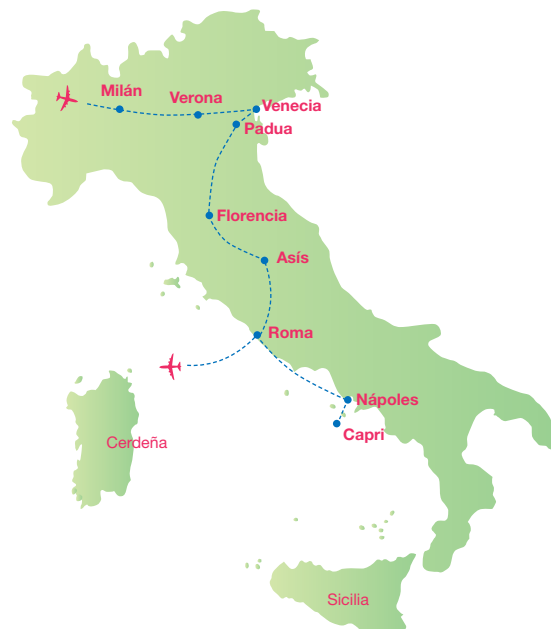 Milán
Verona
Venecia
Padua
Florencia
Asís
Roma
Nápoles
Capri
Cerdeña
Sicilia